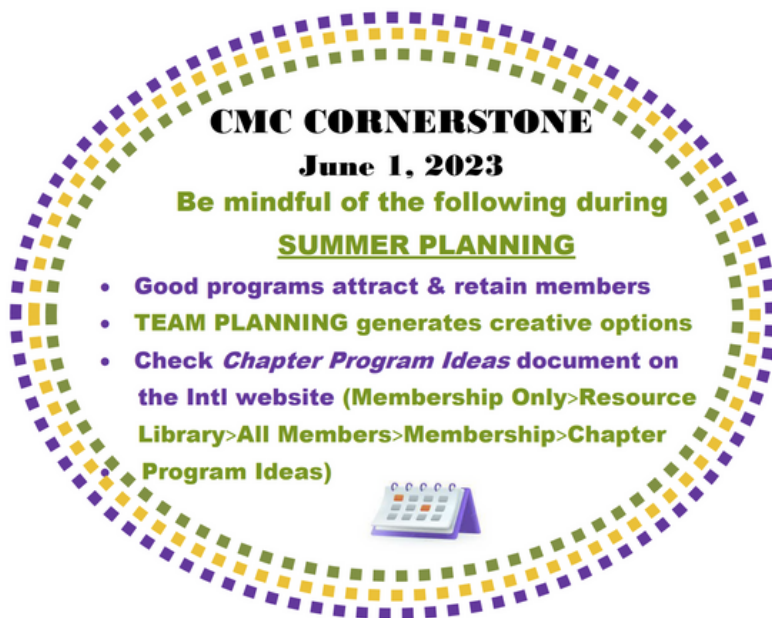 CMC CORNERSTONE
June 1, 2023
Be mindful of the following during
SUMMER PLANNING
• Good programs attract & retain members
• TEAM PLANNING generates creative options
• Check Chapter Program Ideas document on
the Intl website (Membership Only>Resource
Library>All Members>Membership>Chapter
• Program Ideas)